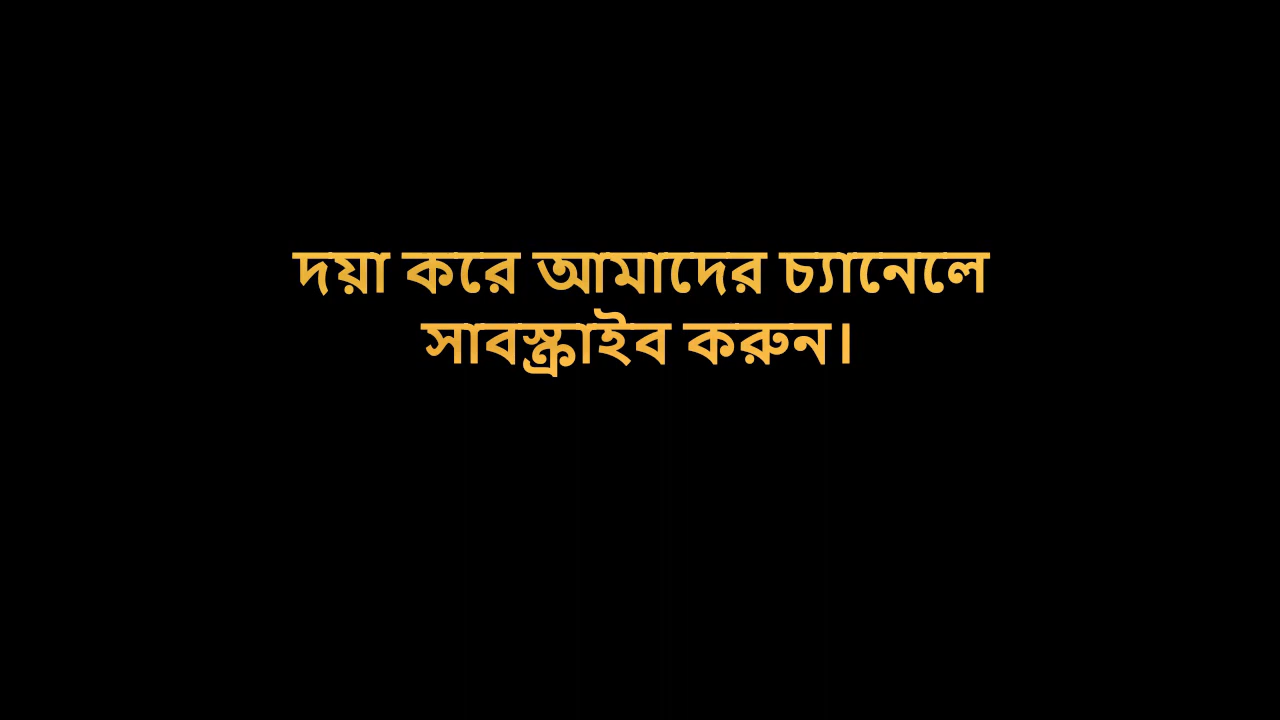 দয়া করে আমাদের চ্যানেলে
সাবস্ক্রাইব করুন।